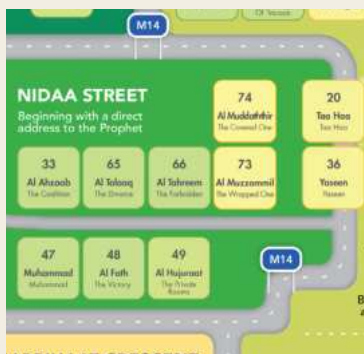 M14
NIDAA STREET
Beginning with a direct
address to the Prophet
74
Al Muddaththir
The Covered One
20
Taa Haa
Taa Haa
33
Al Ahzaab
The Coalition
65
Al Talaaq
The Divorce
66
Al Tahreem
The Forbidden
73
Al Muzzammil
The Wrapped One
36
Yaseen
Yaseen
47
Muhammad
Muhammad
48
Al Fath
The Victory
49
Al Hujuraat
The Private
Rooms
M14